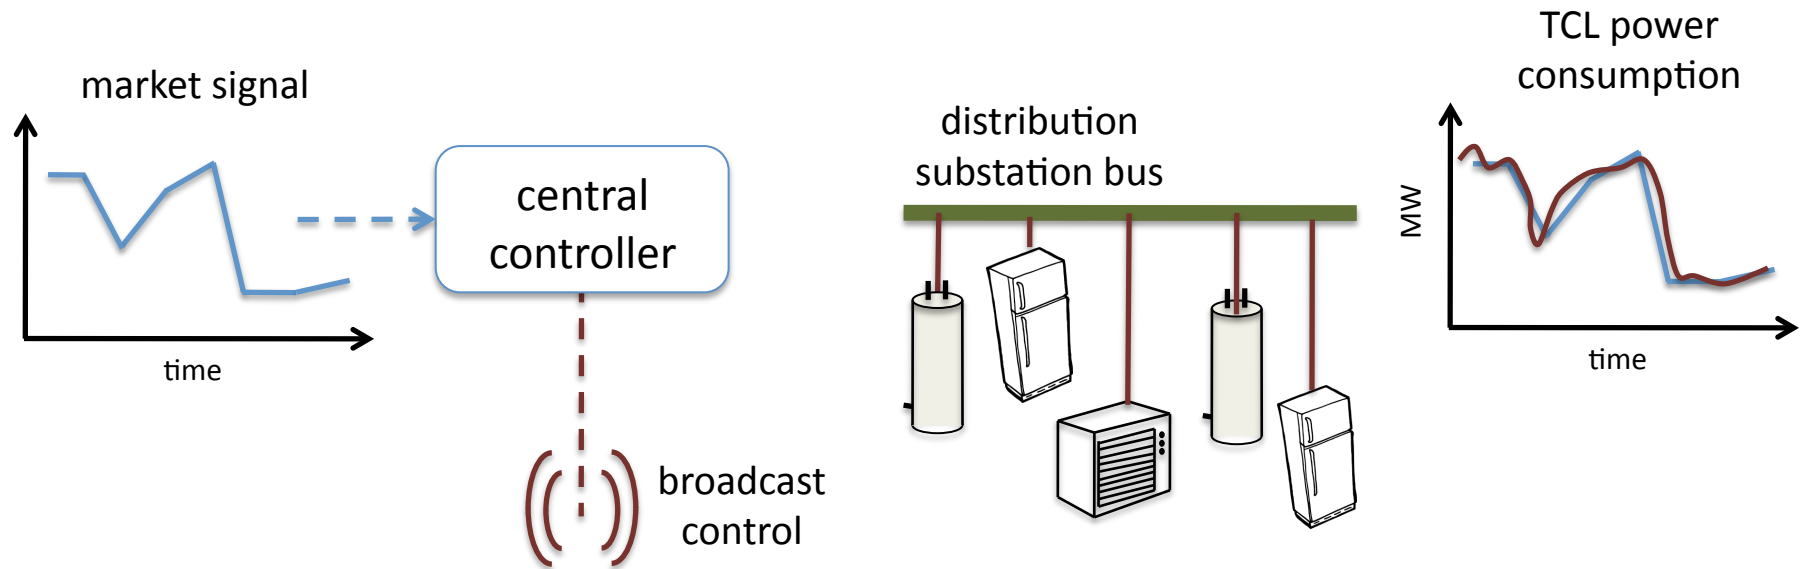 market signal
time
central
controller
broadcast
control
distribution
substation bus
TCL power
consumption
MW
time